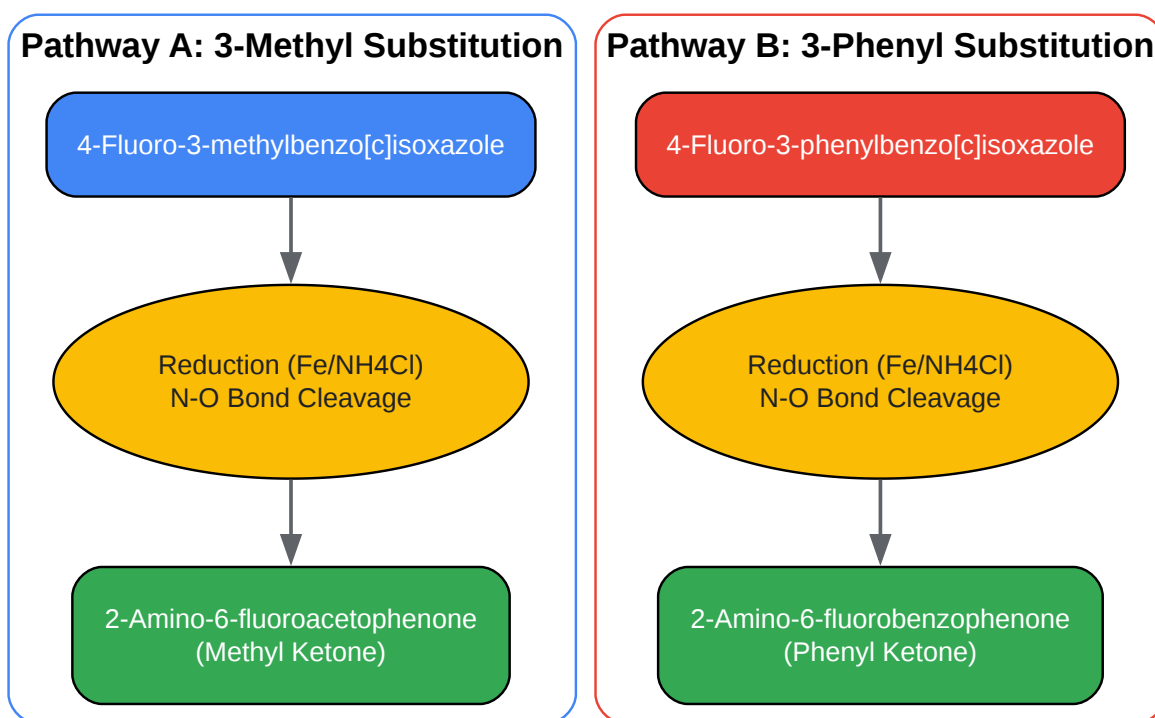 Pathway A: 3-Methyl Substitution
4-Fluoro-3-methylbenzo[c]isoxazole
Reduction (Fe/NH4Cl)
N-O Bond Cleavage
2-Amino-6-fluoroacetophenone
(Methyl Ketone)
Pathway B: 3-Phenyl Substitution
4-Fluoro-3-phenylbenzo[c]isoxazole
Reduction (Fe/NH4Cl)
N-O Bond Cleavage
2-Amino-6-fluorobenzophenone
(Phenyl Ketone)